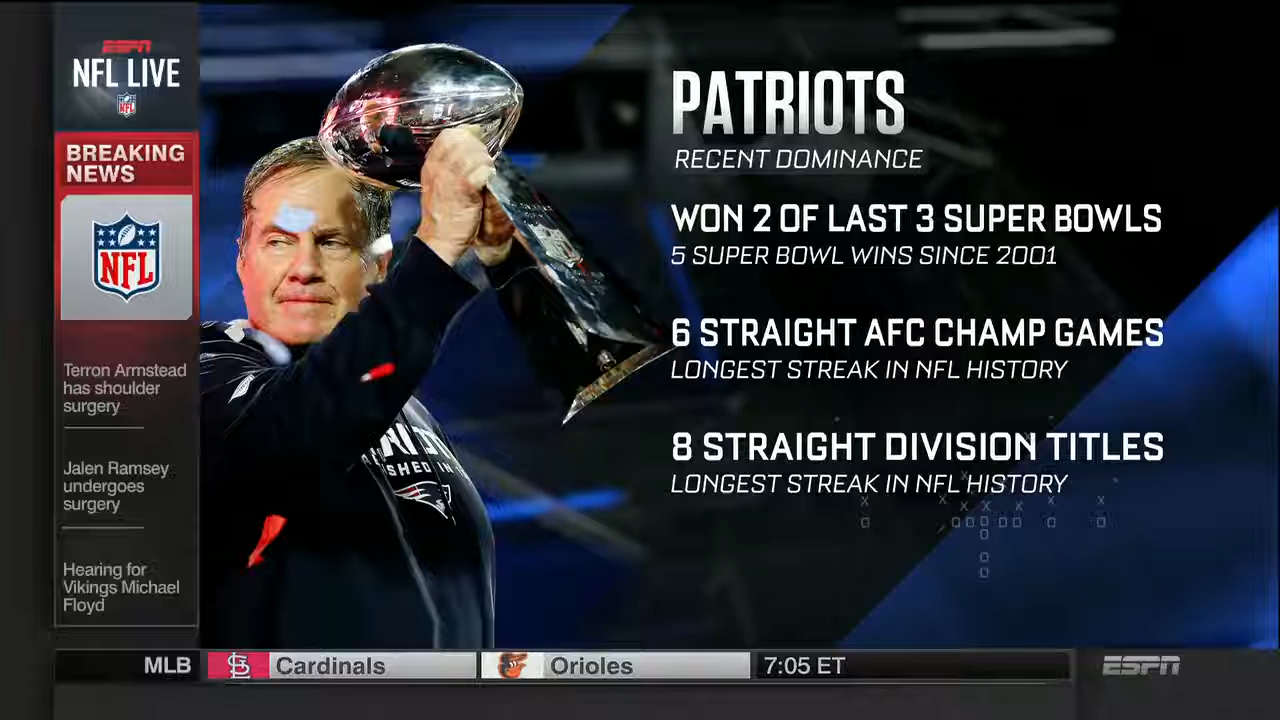 ESPN
NFL LIVE
NFL
BREAKING
NEWS
NFL
Terron Armstead
has shoulder
surgery
Jalen Ramsey
undergoes
surgery
Hearing for
Vikings Michael
Floyd
PATRIOTS
RECENT DOMINANCE
WON 2 OF LAST 3 SUPER BOWLS
5 SUPER BOWL WINS SINCE 2001
6 STRAIGHT AFC CHAMP GAMES
LONGEST STREAK IN NFL HISTORY
8 STRAIGHT DIVISION TITLES
LONGEST STREAK IN NFL HISTORY
MLB Cardinals Orioles 7:05 ET
ESPN